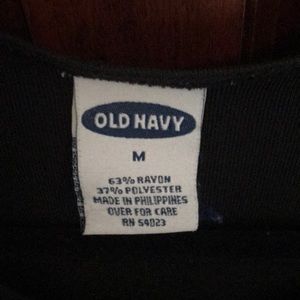 OLD NAVY
M
63% RAYON
37% POLYESTER
MADE IN PHILIPPINES
OVER FOR CARE
RN 54023